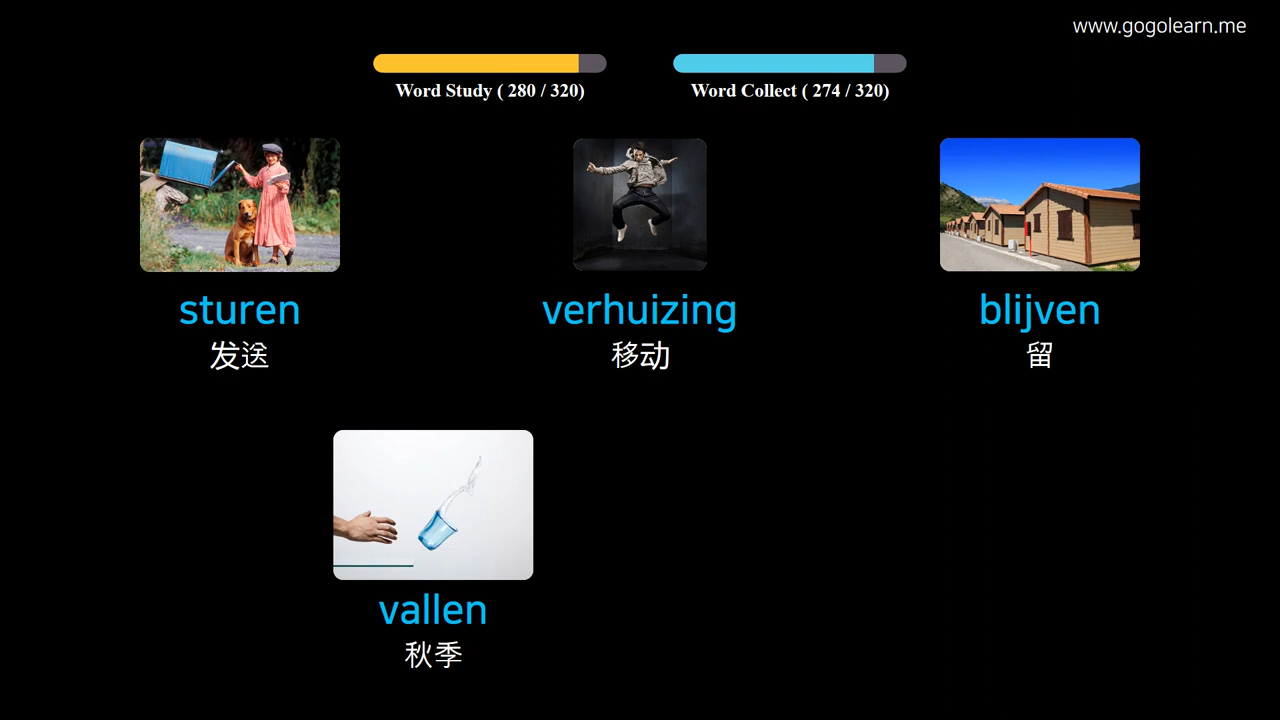 www.gogolearn.me
Word Study ( 280 / 320)
Word Collect ( 274 / 320)
sturen
发送
verhuizing
移动
blijven
留
vallen
秋季